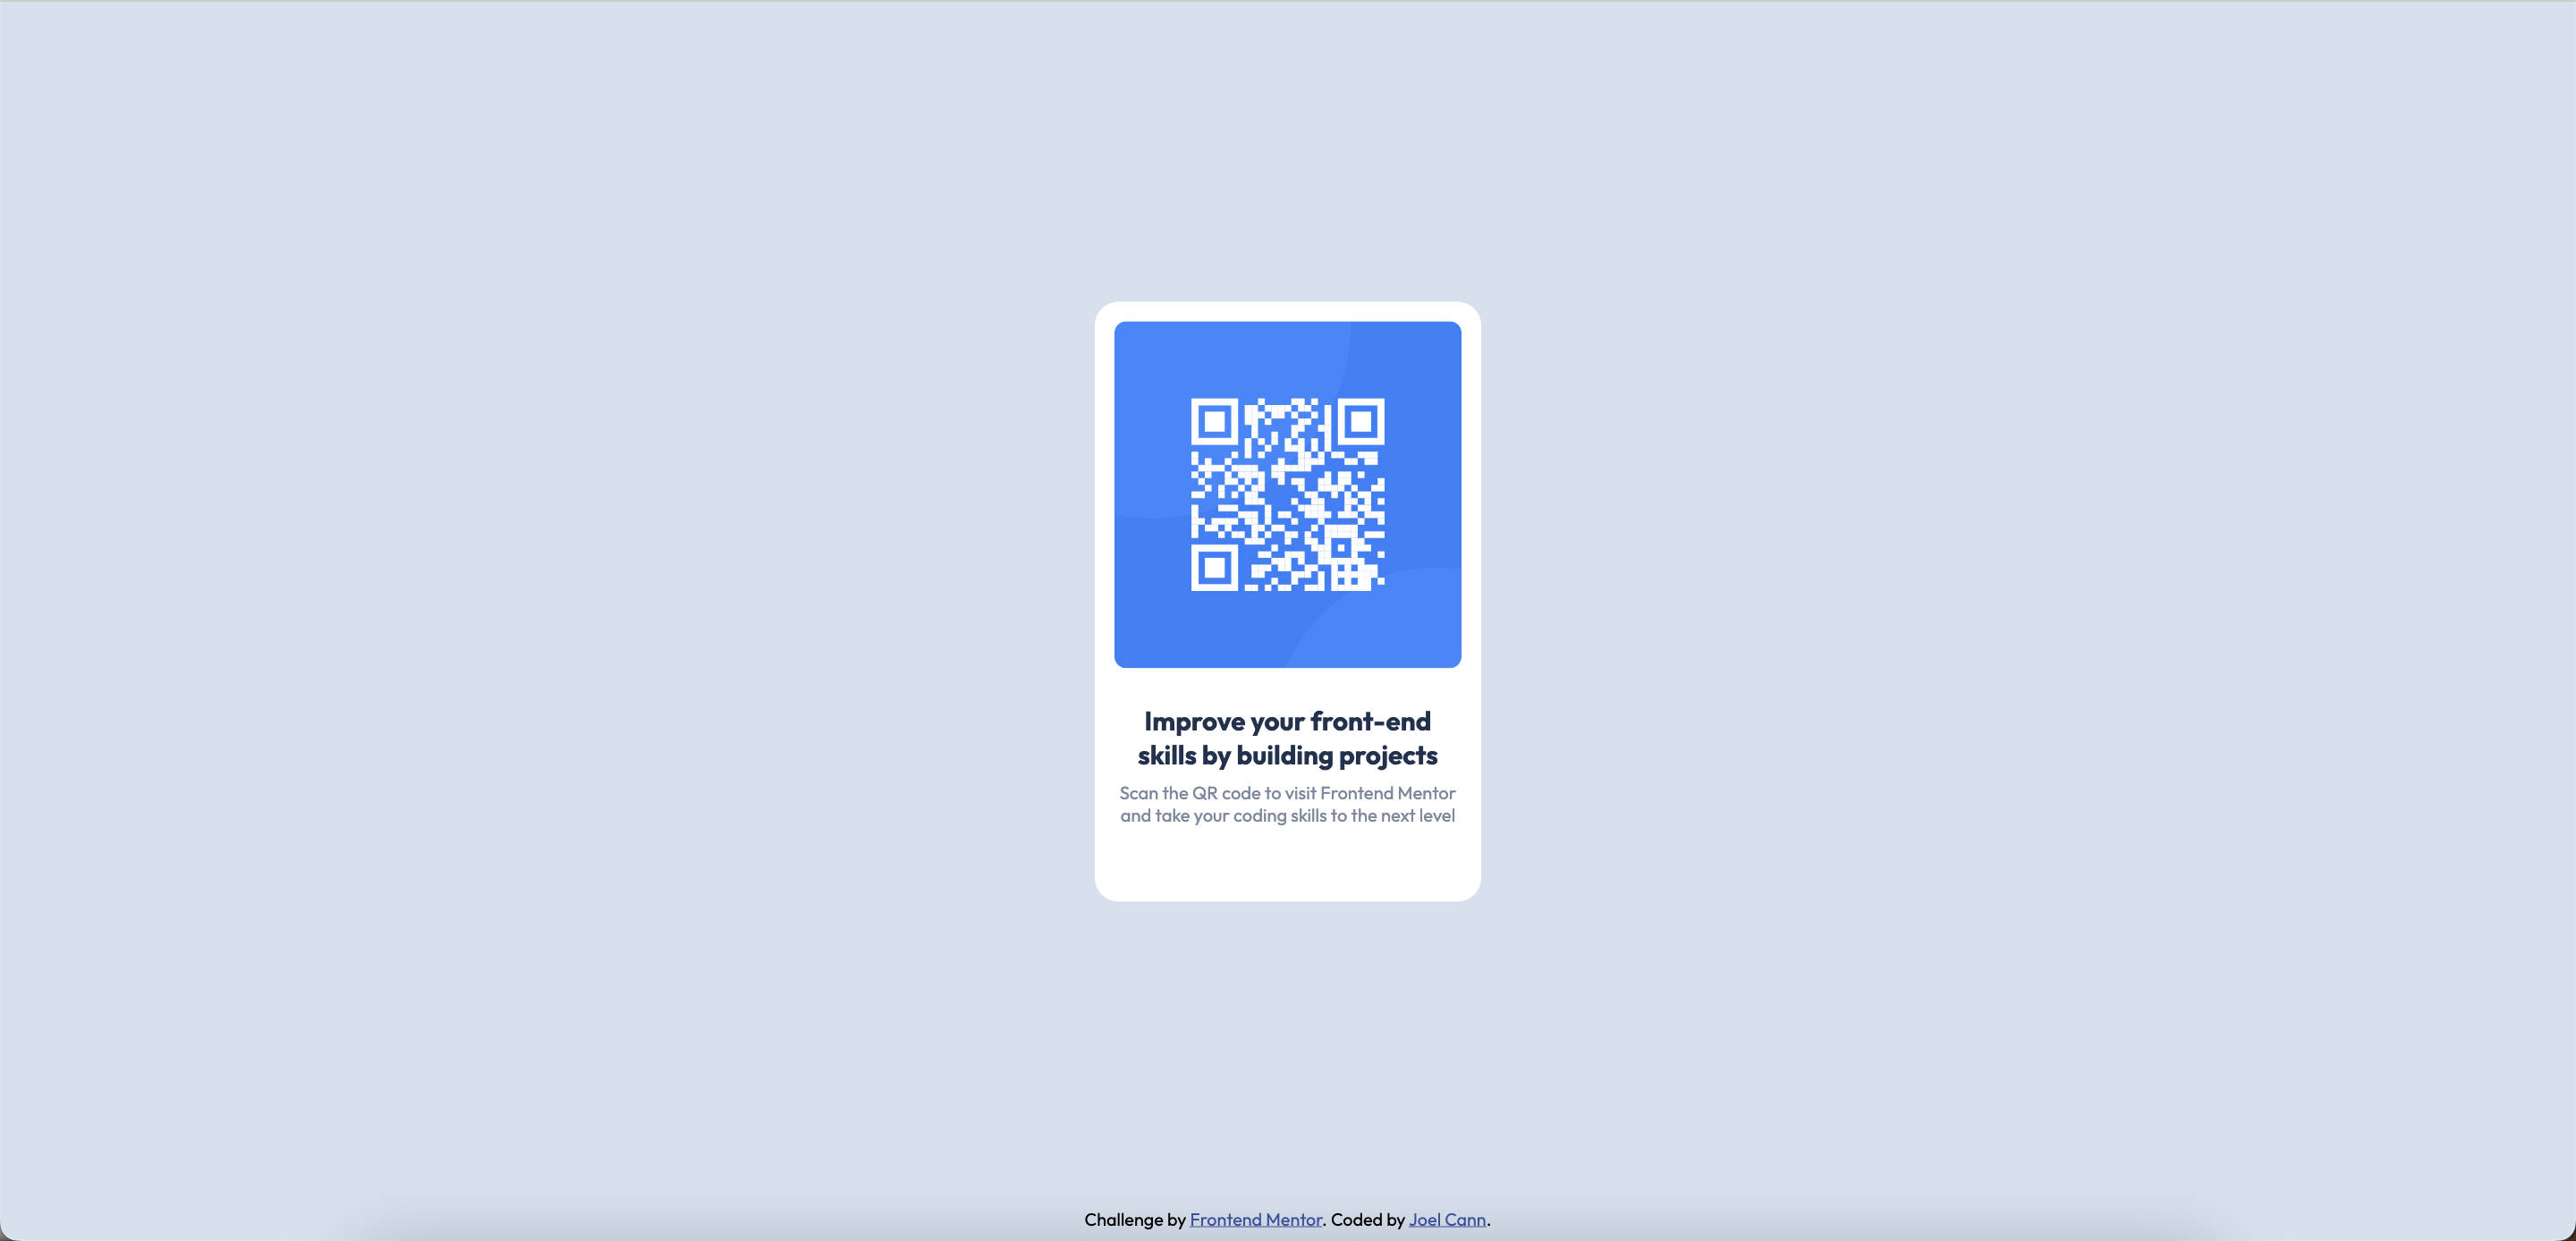 Improve your front-end
skills by building projects
Scan the QR code to visit Frontend Mentor
and take your coding skills to the next level
Challenge by Frontend Mentor. Coded by Joel Cann.